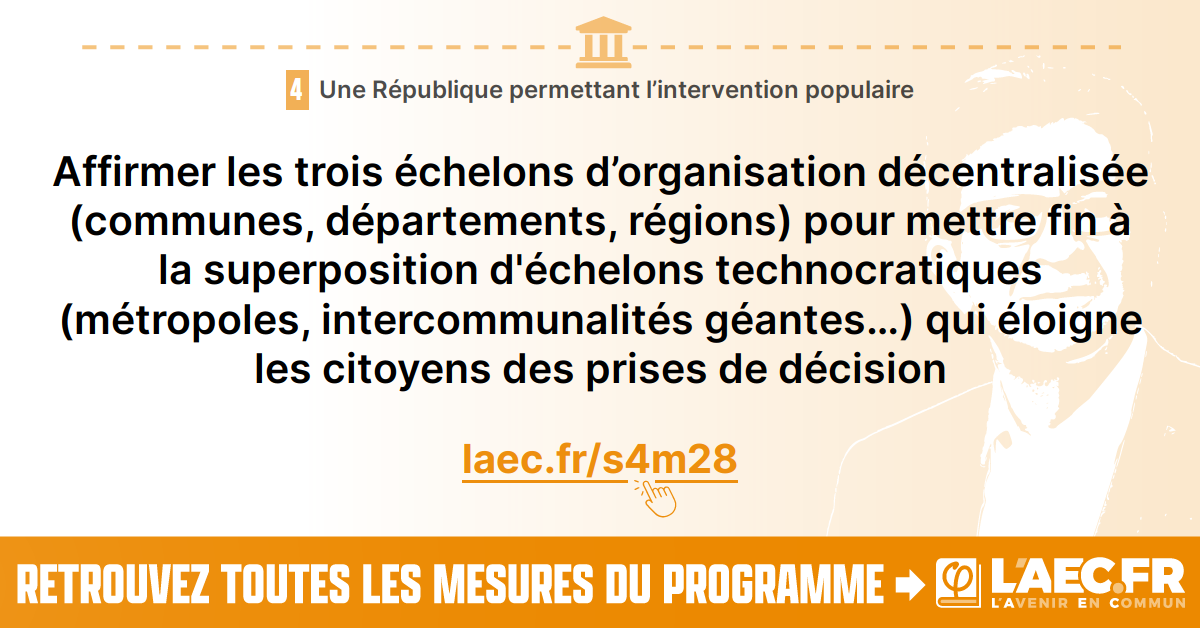 4 Une République permettant l’intervention populaire
Affirmer les trois échelons d’organisation décentralisée
(communes, départements, régions) pour mettre fin à
la superposition d'échelons technocratiques
(métropoles, intercommunalités géantes…) qui éloigne
les citoyens des prises de décision
laec.fr/s4m28
RETROUVEZ TOUTES LES MESURES DU PROGRAMME
φ L'AEC.FR
L'AVENIR EN COMMUN